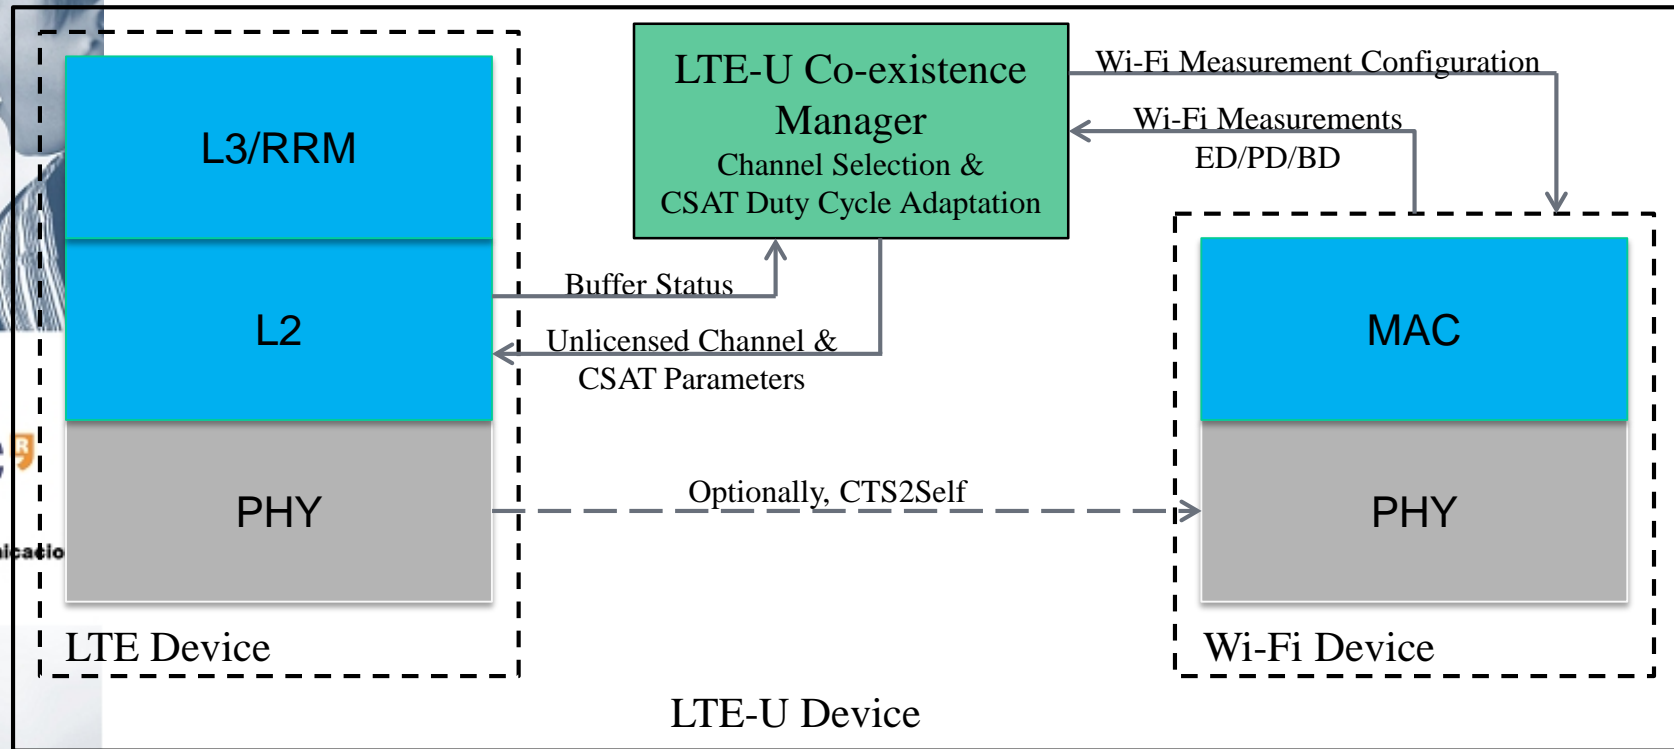 LTE-U Co-existence
Manager
Channel Selection &
CSAT Duty Cycle Adaptation
Wi-Fi Measurement Configuration
Wi-Fi Measurements
ED/PD/BD
L3/RRM
L2
PHY
LTE Device
Buffer Status
Unlicensed Channel &
CSAT Parameters
Optionally, CTS2Self
MAC
PHY
Wi-Fi Device
LTE-U Device
R